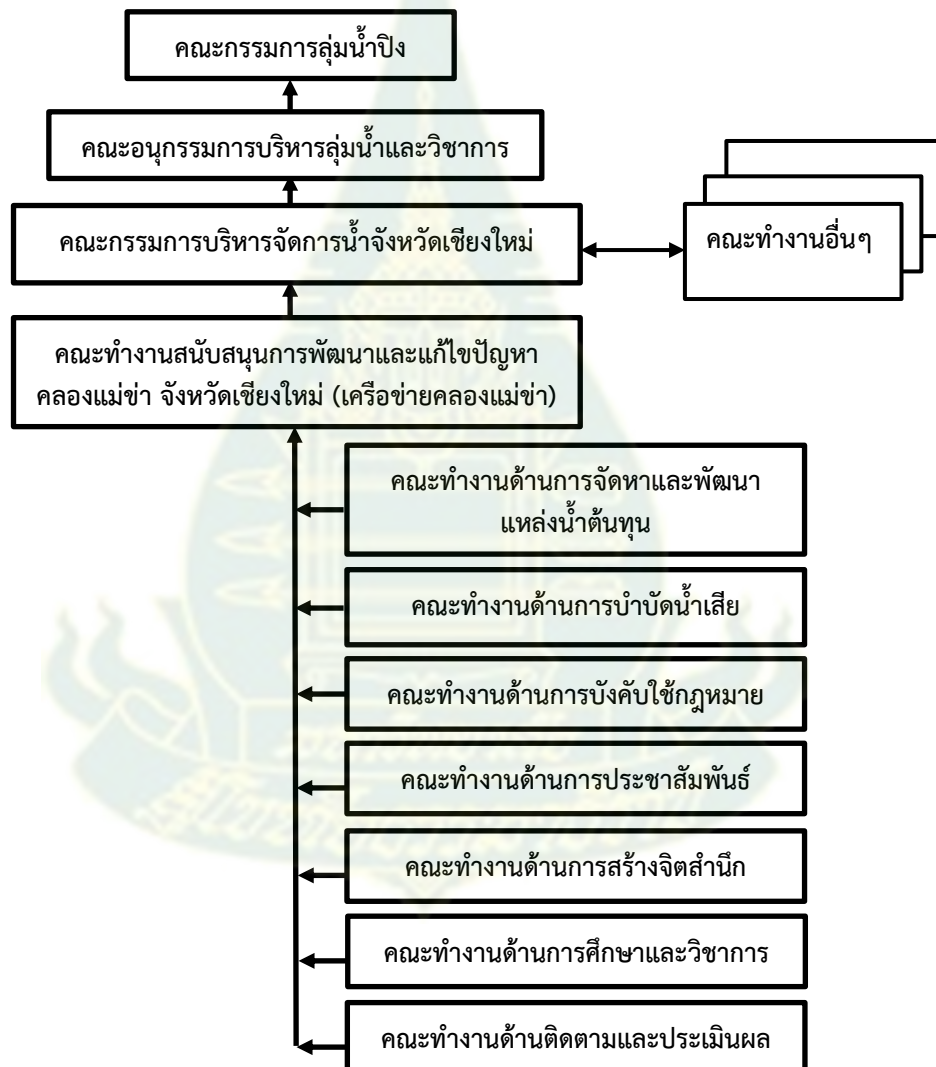 คณะกรรมการลุ่มน้ำปิง
คณะอนุกรรมการบริหารลุ่มน้ำและวิชาการ
คณะกรรมการบริหารจัดการน้ำจังหวัดเชียงใหม่
คณะทำงานอื่นๆ
คณะทำงานสนับสนุนการพัฒนาและแก้ไขปัญหา
คลองแม่ข่า จังหวัดเชียงใหม่ (เครือข่ายคลองแม่ข่า)
คณะทำงานด้านการจัดหาและพัฒนา
แหล่งน้ำต้นทุน
คณะทำงานด้านการบำบัดน้ำเสีย
คณะทำงานด้านการบังคับใช้กฎหมาย
คณะทำงานด้านการประชาสัมพันธ์
คณะทำงานด้านการสร้างจิตสำนึก
คณะทำงานด้านการศึกษาและวิชาการ
คณะทำงานด้านติดตามและประเมินผล